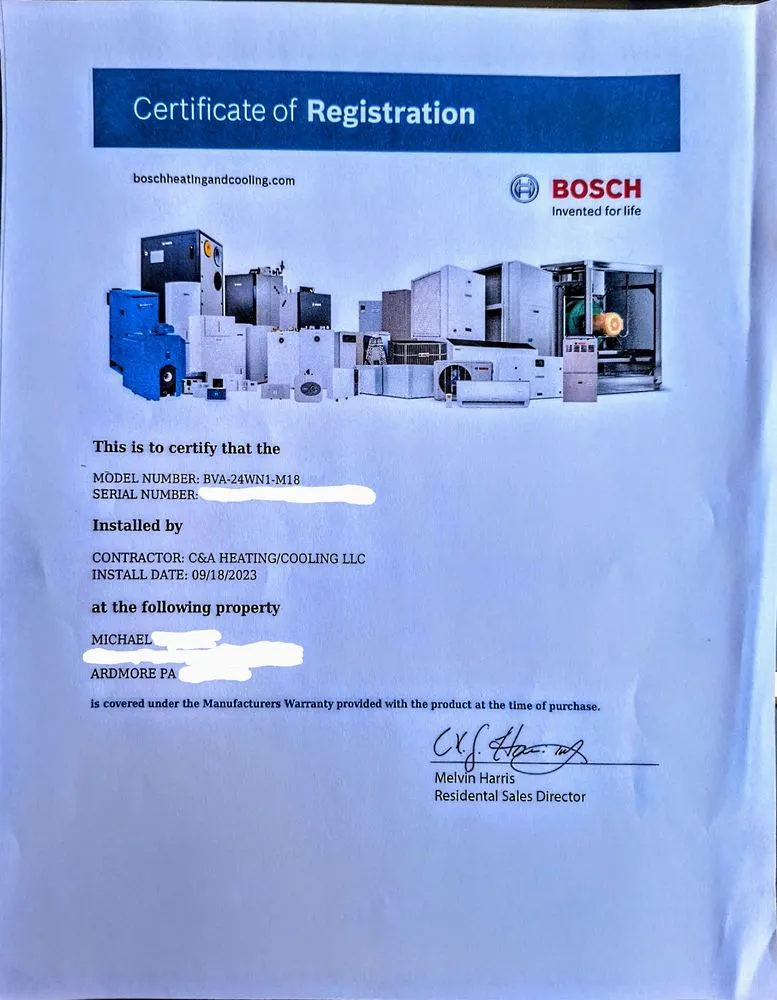 Certificate of Registration
boschheatingandcooling.com
BOSCH
Invented for life
This is to certify that the
MODEL NUMBER: BVA-24WN1-M18
SERIAL NUMBER:
Installed by
CONTRACTOR: C&A HEATING/COOLING LLC
INSTALL DATE: 09/18/2023
at the following property
MICHAEL
ARDMORE PA
is covered under the Manufacturers Warranty provided with the product at the time of purchase.
Melvin Harris
Residental Sales Director